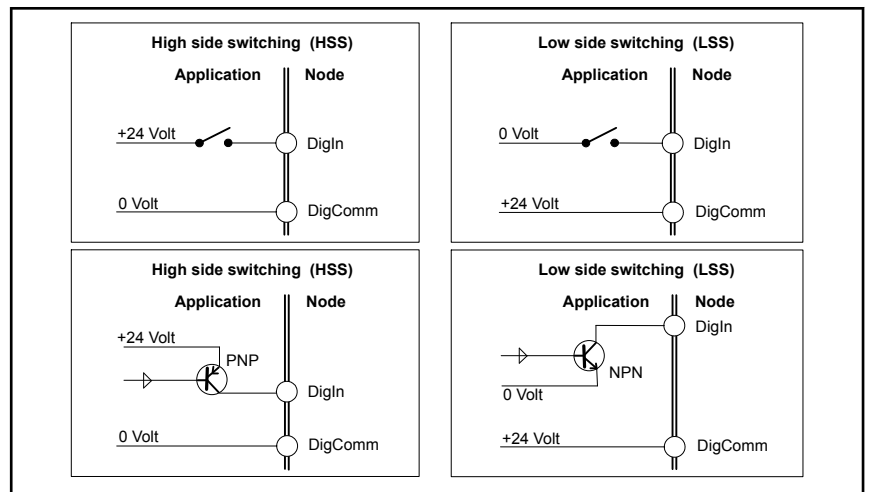 High side switching (HSS)
Application Node
+24 Volt
DigIn
0 Volt
DigComm
Low side switching (LSS)
Application Node
0 Volt
DigIn
+24 Volt
DigComm
High side switching (HSS)
Application Node
+24 Volt
PNP
DigIn
0 Volt
DigComm
Low side switching (LSS)
Application Node
DigIn
NPN
0 Volt
+24 Volt
DigComm